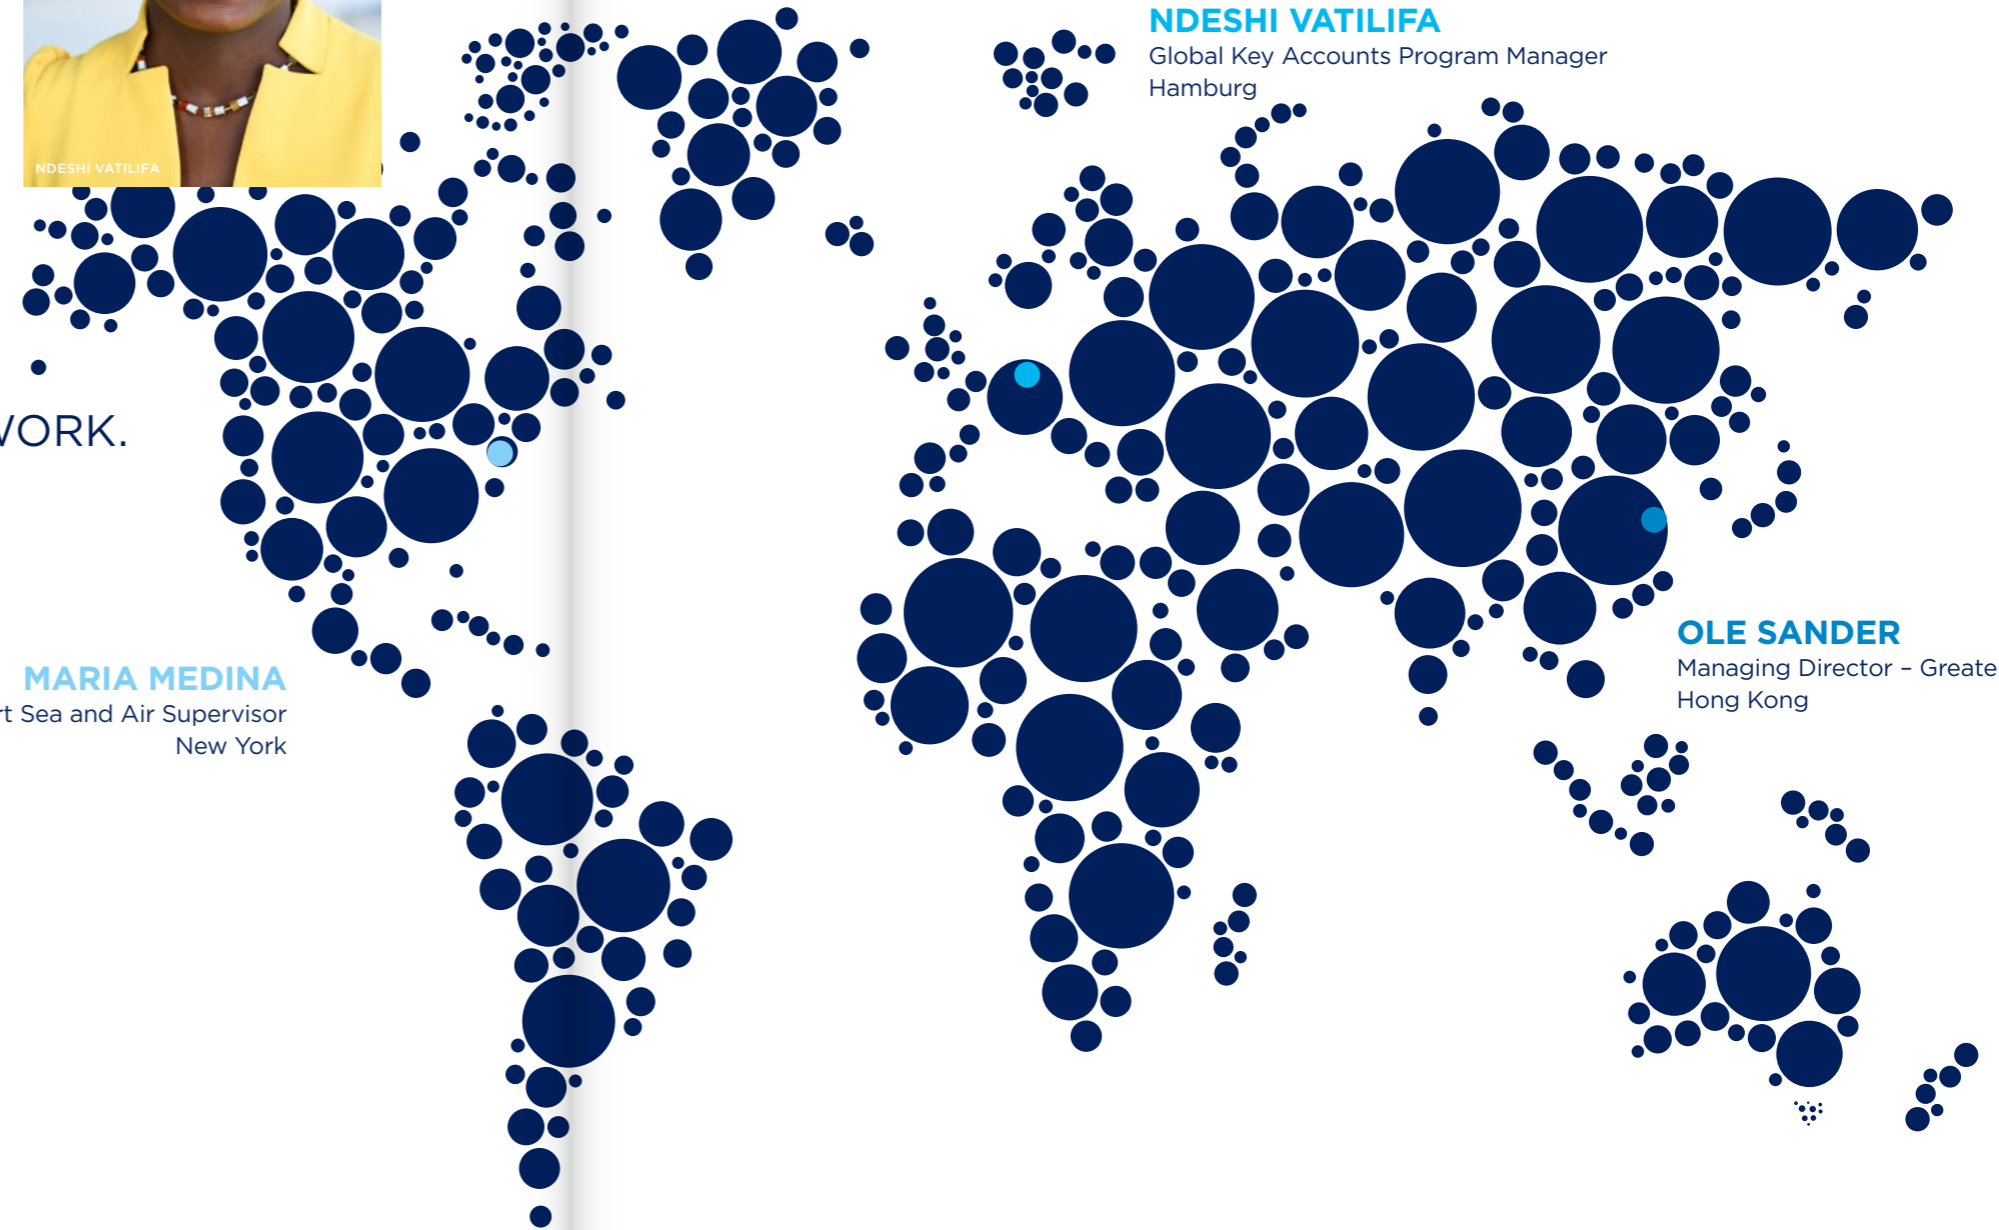 NDESHI VATILIFA
Global Key Accounts Program Manager
Hamburg
NDESHI VATILIFA
WORK.
OLE SANDER
Managing Director – Greate
Hong Kong
MARIA MEDINA
rt Sea and Air Supervisor
New York